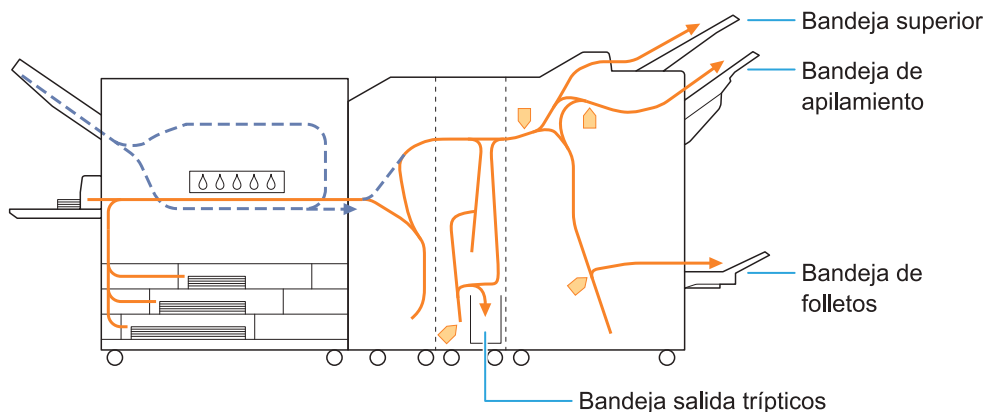 Bandeja superior
Bandeja de
apilamiento
Bandeja de
folletos
Bandeja salida trípticos